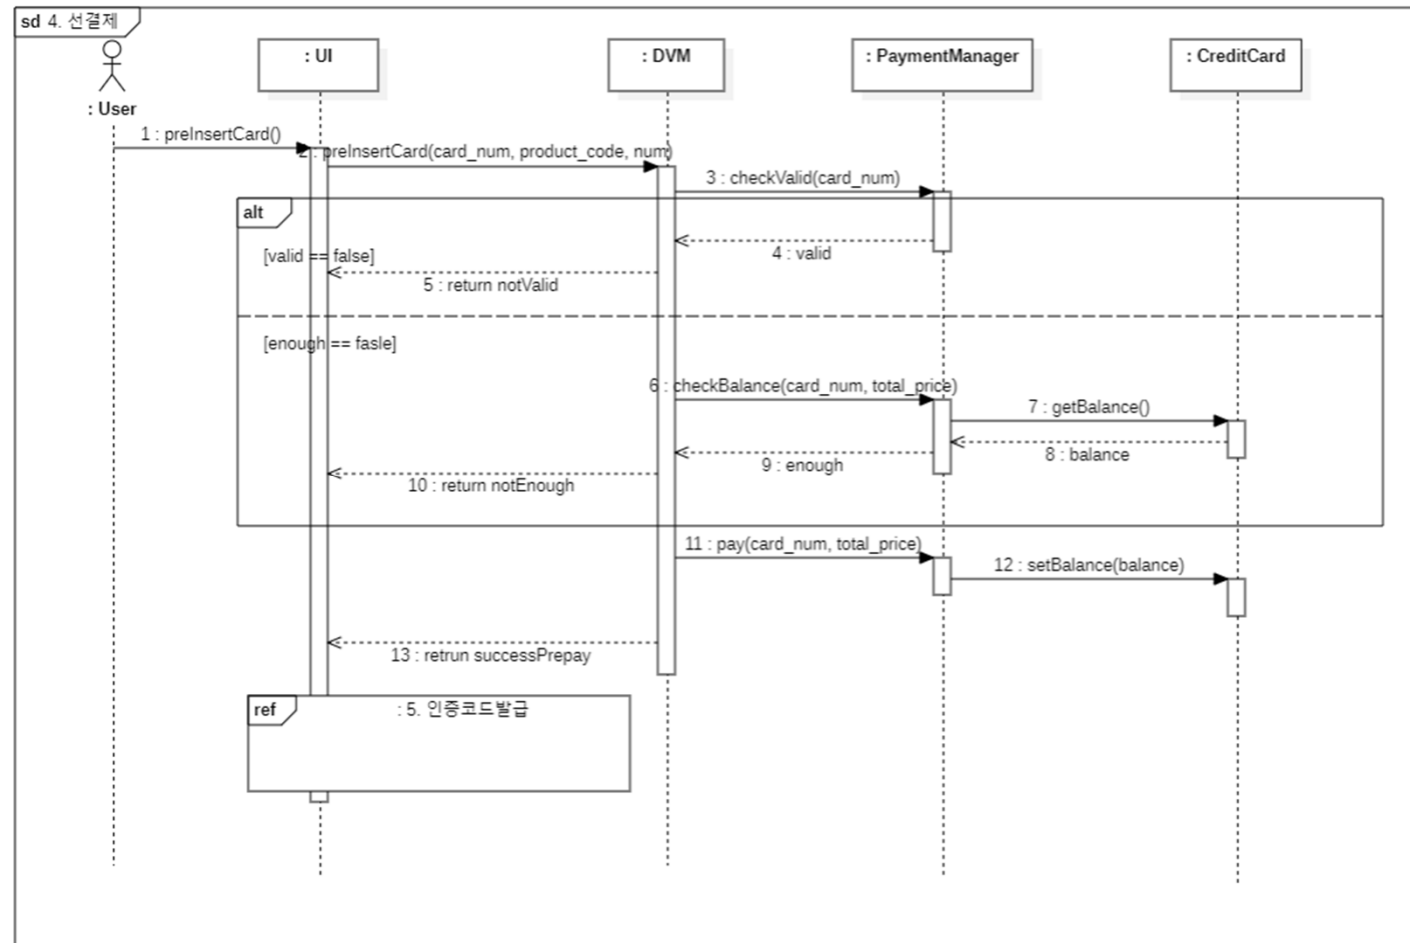 sd 4. 선결제
: User
: UI
: DVM
: PaymentManager
: CreditCard
1 : preInsertCard()
2 : preInsertCard(card_num, product_code, num)
3 : checkValid(card_num)
alt
4 : valid
[valid == false]
5 : return notValid
[enough == fasle]
6 : checkBalance(card_num, total_price)
7 : getBalance()
8 : balance
9 : enough
10 : return notEnough
11 : pay(card_num, total_price)
12 : setBalance(balance)
13 : retrun successPrepay
ref
: 5. 인증코드발급